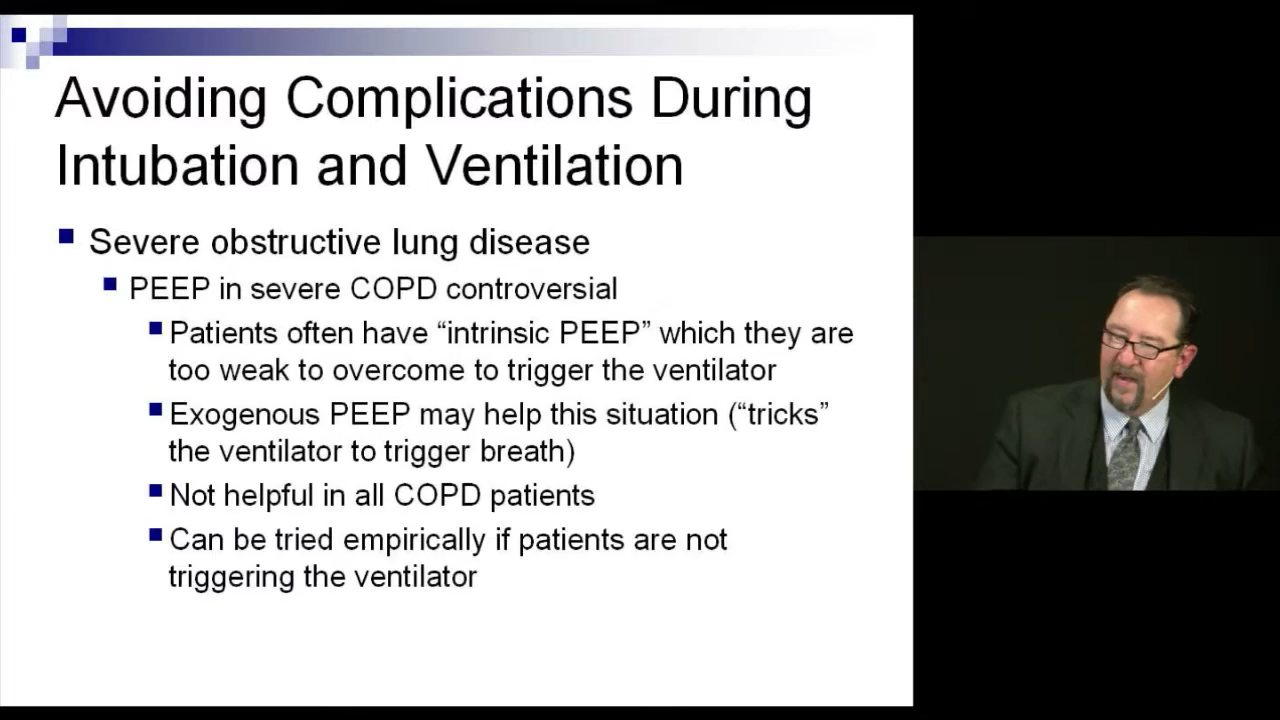 Avoiding Complications During
Intubation and Ventilation
Severe obstructive lung disease
PEEP in severe COPD controversial
Patients often have “intrinsic PEEP” which they are
too weak to overcome to trigger the ventilator
Exogenous PEEP may help this situation (“tricks”
the ventilator to trigger breath)
Not helpful in all COPD patients
Can be tried empirically if patients are not
triggering the ventilator